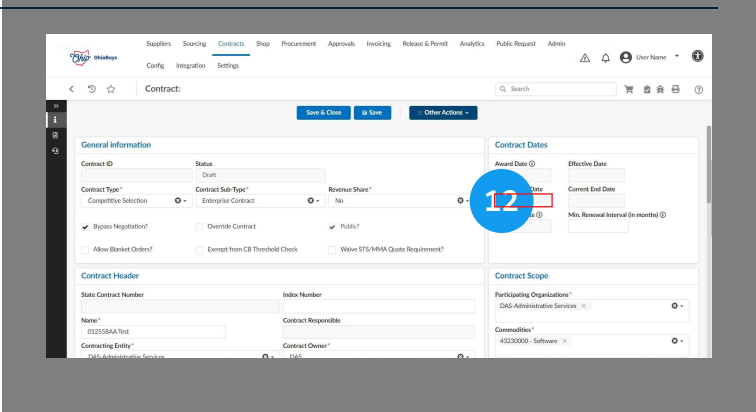 Suppliers Sourcing Contracts Shop Procurement Approvals Invoicing Release & Permit Analytics Public Request Admin
Ohio OhioBuys
User Name
Config Integration Settings
Contract:
Search
Save & Close Save Other Actions
General information
Contract Dates
Contract ID Status
Award Date Effective Date
Draft
Contract Type* Contract Sub-Type* Revenue Share*
Date Current End Date
Competitive Selection Enterprise Contract No
12
Min. Renewal Interval (in months)
Bypass Negotiation? Override Contract Public?
Allow Blanket Orders? Exempt from CB Threshold Check Waive STS/MMA Quote Requirement?
Contract Header
Contract Scope
State Contract Number Index Number
Participating Organizations*
DAS-Administrative Services
Name* Contract Responsible
012558AA Test
Commodities*
43230000 - Software
Contracting Entity* Contract Owner*
DAS-Administrative Services DAS